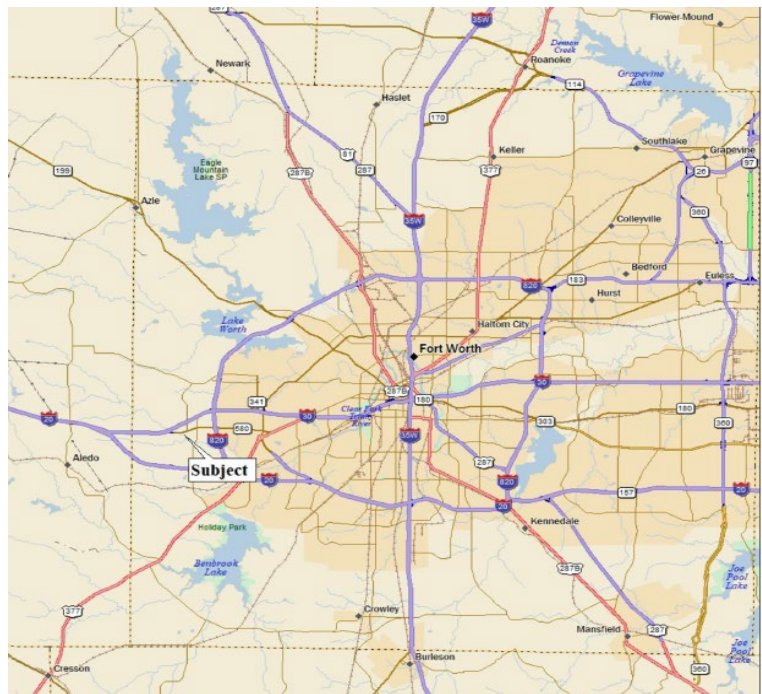 287
35W
Flower-Mound
Demon
Creek
Roanoke
Newark
Grapevine
Lake
114
Haslet
170
Southlake
81
Keller
Grapevine
199
Eagle
Mountain
Lake SP
287B
287
377
26
97
Azle
35W
360
Colleyville
820
183
Bedford
Euless
Hurst
Lake
Worth
Haltom City
Fort Worth
30
287B
341
180
Clear Fork
River
20
580
30
303
180
820
35W
360
Subject
287
Aledo
20
820
157
20
20
Holiday Park
Kennedale
Benbrook
Lake
287B
Joe
Pool
Lake
377
Crowley
Mansfield
287
Joe
Pool
Lake
Cresson
Burleson
360